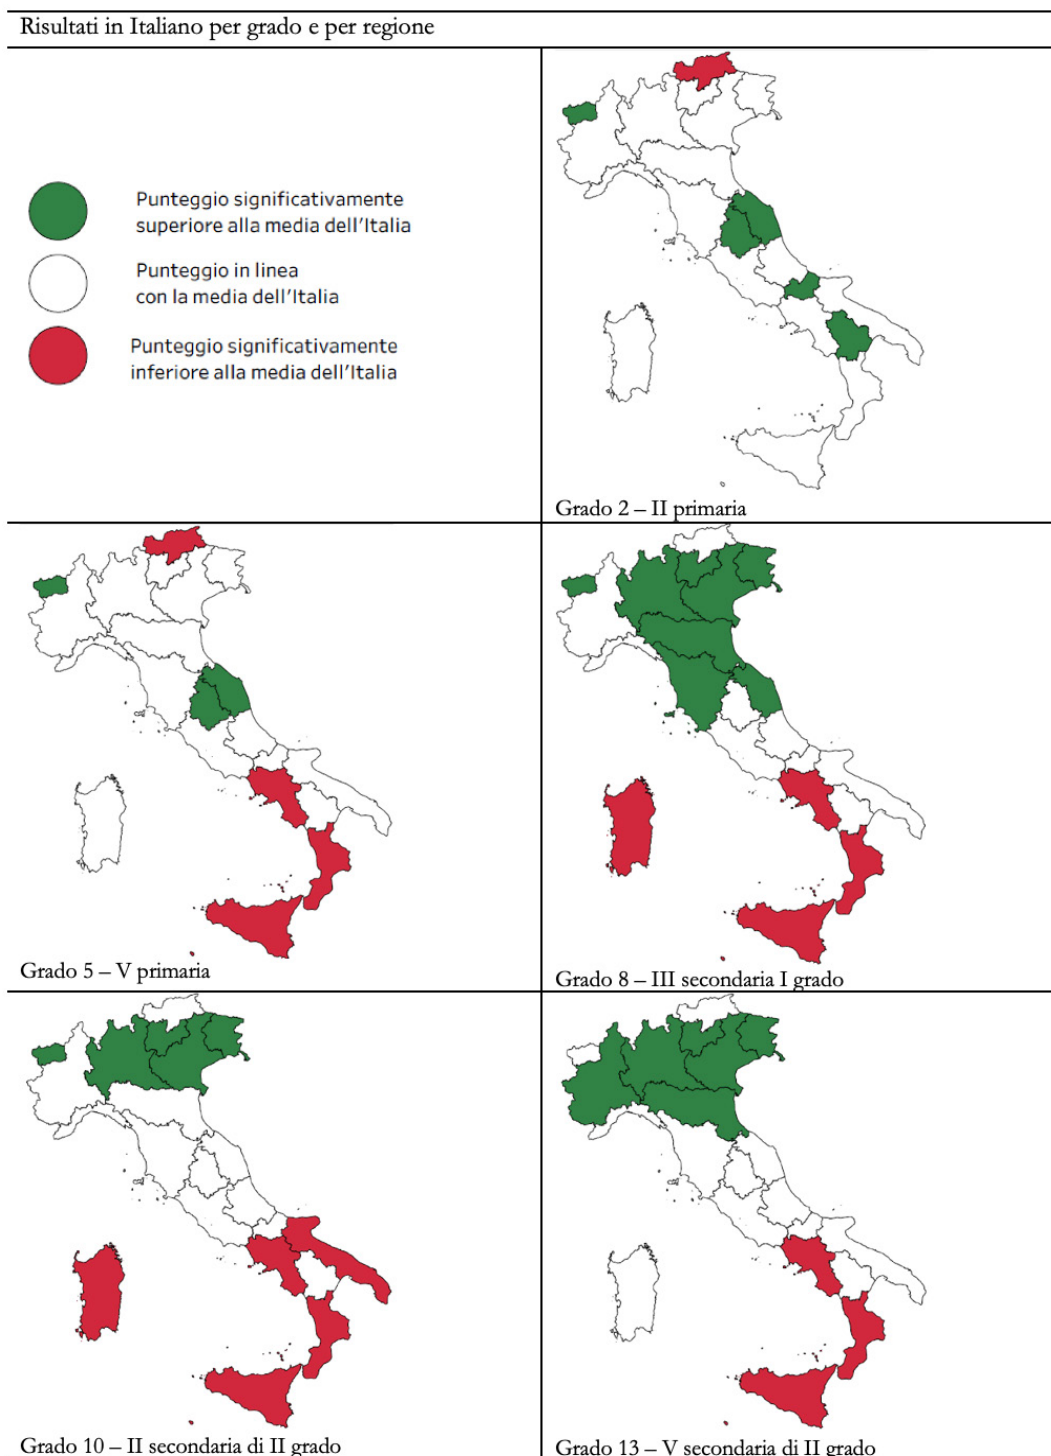 Risultati in Italiano per grado e per regione
Punteggio significativamente
superiore alla media dell'Italia
Punteggio in linea
con la media dell'Italia
Punteggio significativamente
inferiore alla media dell'Italia
Grado 2 – II primaria
Grado 5 – V primaria
Grado 8 – III secondaria I grado
Grado 10 – II secondaria di II grado
Grado 13 – V secondaria di II grado